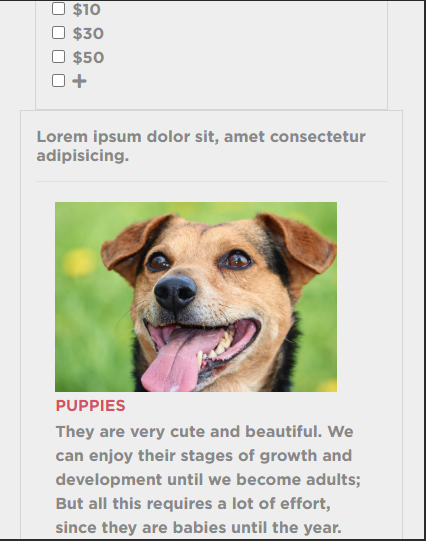 $10
$30
$50
+
Lorem ipsum dolor sit, amet consectetur
adipisicing.
PUPPIES
They are very cute and beautiful. We
can enjoy their stages of growth and
development until we become adults;
But all this requires a lot of effort,
since they are babies until the year.